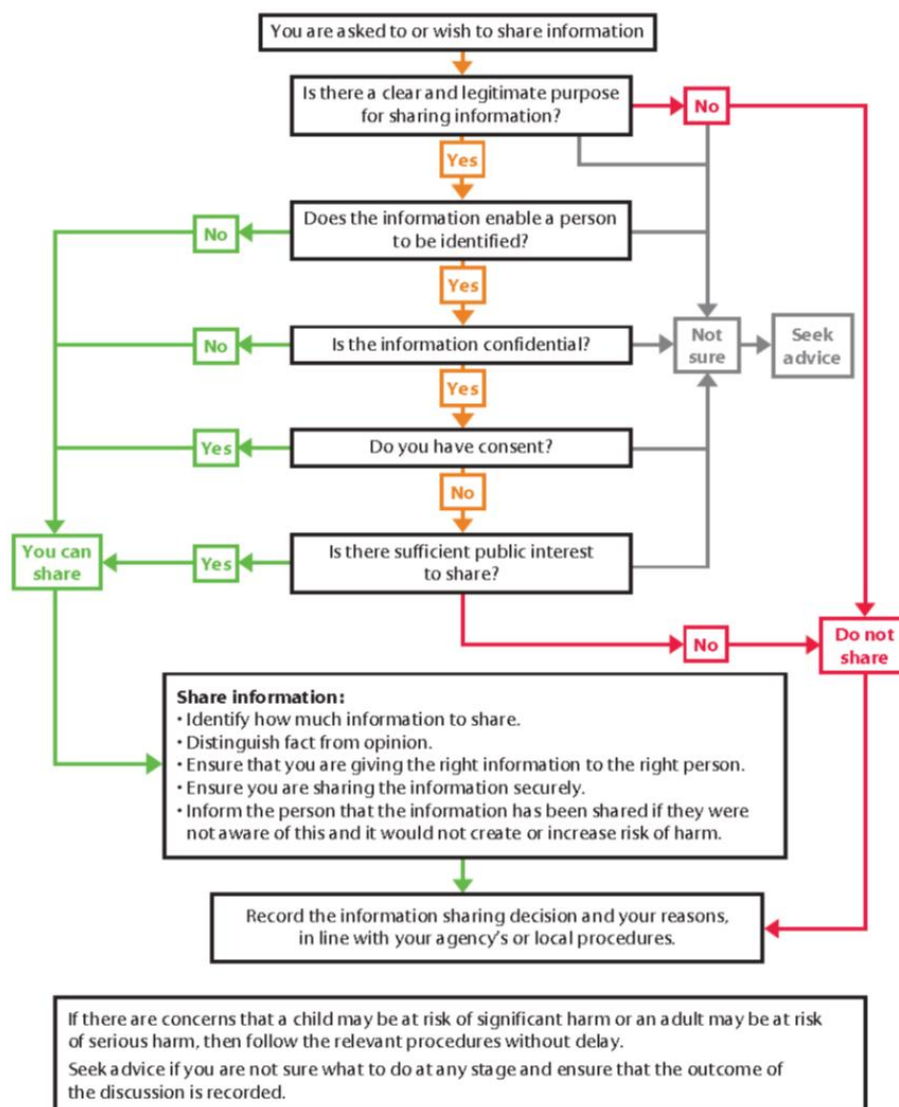 You are asked to or wish to share information
Is there a clear and legitimate purpose
for sharing information?
No
Yes
Does the information enable a person
to be identified?
No
Yes
Is the information confidential?
No
Not
sure
Seek
advice
Yes
Do you have consent?
Yes
No
Is there sufficient public interest
to share?
You can
share
Yes
No
Do not
share
Share information:
• Identify how much information to share.
• Distinguish fact from opinion.
• Ensure that you are giving the right information to the right person.
• Ensure you are sharing the information securely.
• Inform the person that the information has been shared if they were
not aware of this and it would not create or increase risk of harm.
Record the information sharing decision and your reasons,
in line with your agency's or local procedures.
If there are concerns that a child may be at risk of significant harm or an adult may be at risk
of serious harm, then follow the relevant procedures without delay.
Seek advice if you are not sure what to do at any stage and ensure that the outcome of
the discussion is recorded.